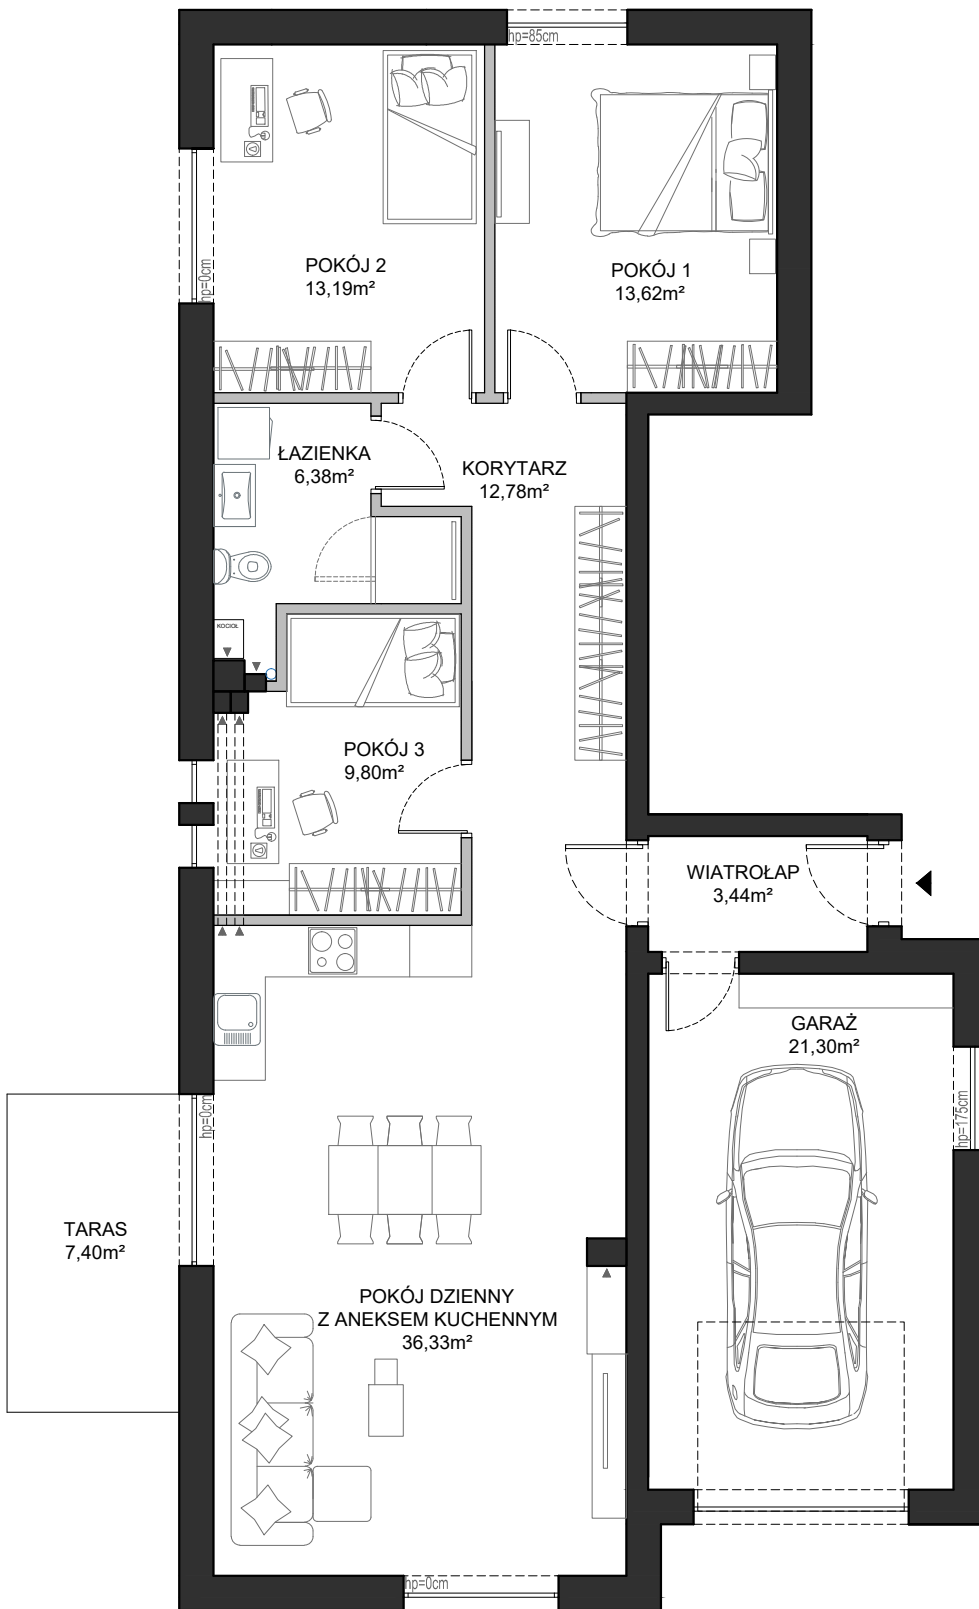 hp=85cm
POKÓJ 2
13,19m²
POKÓJ 1
13,62m²
hp=0cm
ŁAZIENKA
6,38m²
KORYTARZ
12,78m²
KOCIOŁ
POKÓJ 3
9,80m²
WIATROŁAP
3,44m²
GARAŻ
21,30m²
hp=175cm
hp=0cm
TARAS
7,40m²
POKÓJ DZIENNY
Z ANEKSEM KUCHENNYM
36,33m²
hp=0cm